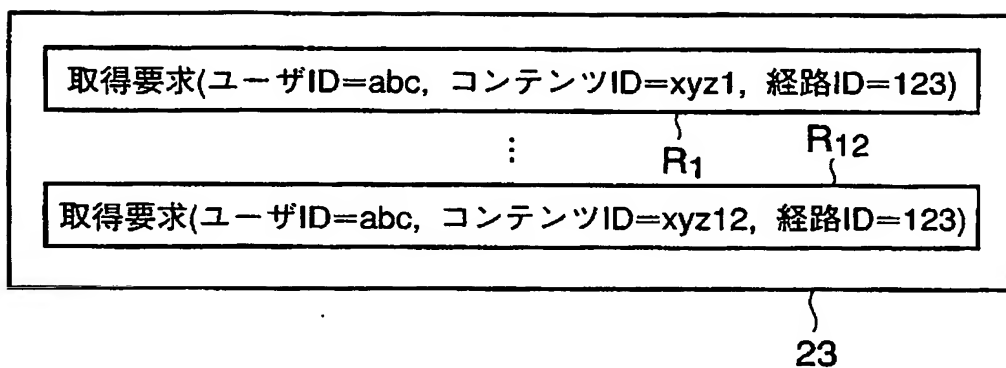 取得要求(ユーザID=abc, コンテンツID=xyz1, 経路ID=123)
⋮
R1
R12
取得要求(ユーザID=abc, コンテンツID=xyz12, 経路ID=123)
23